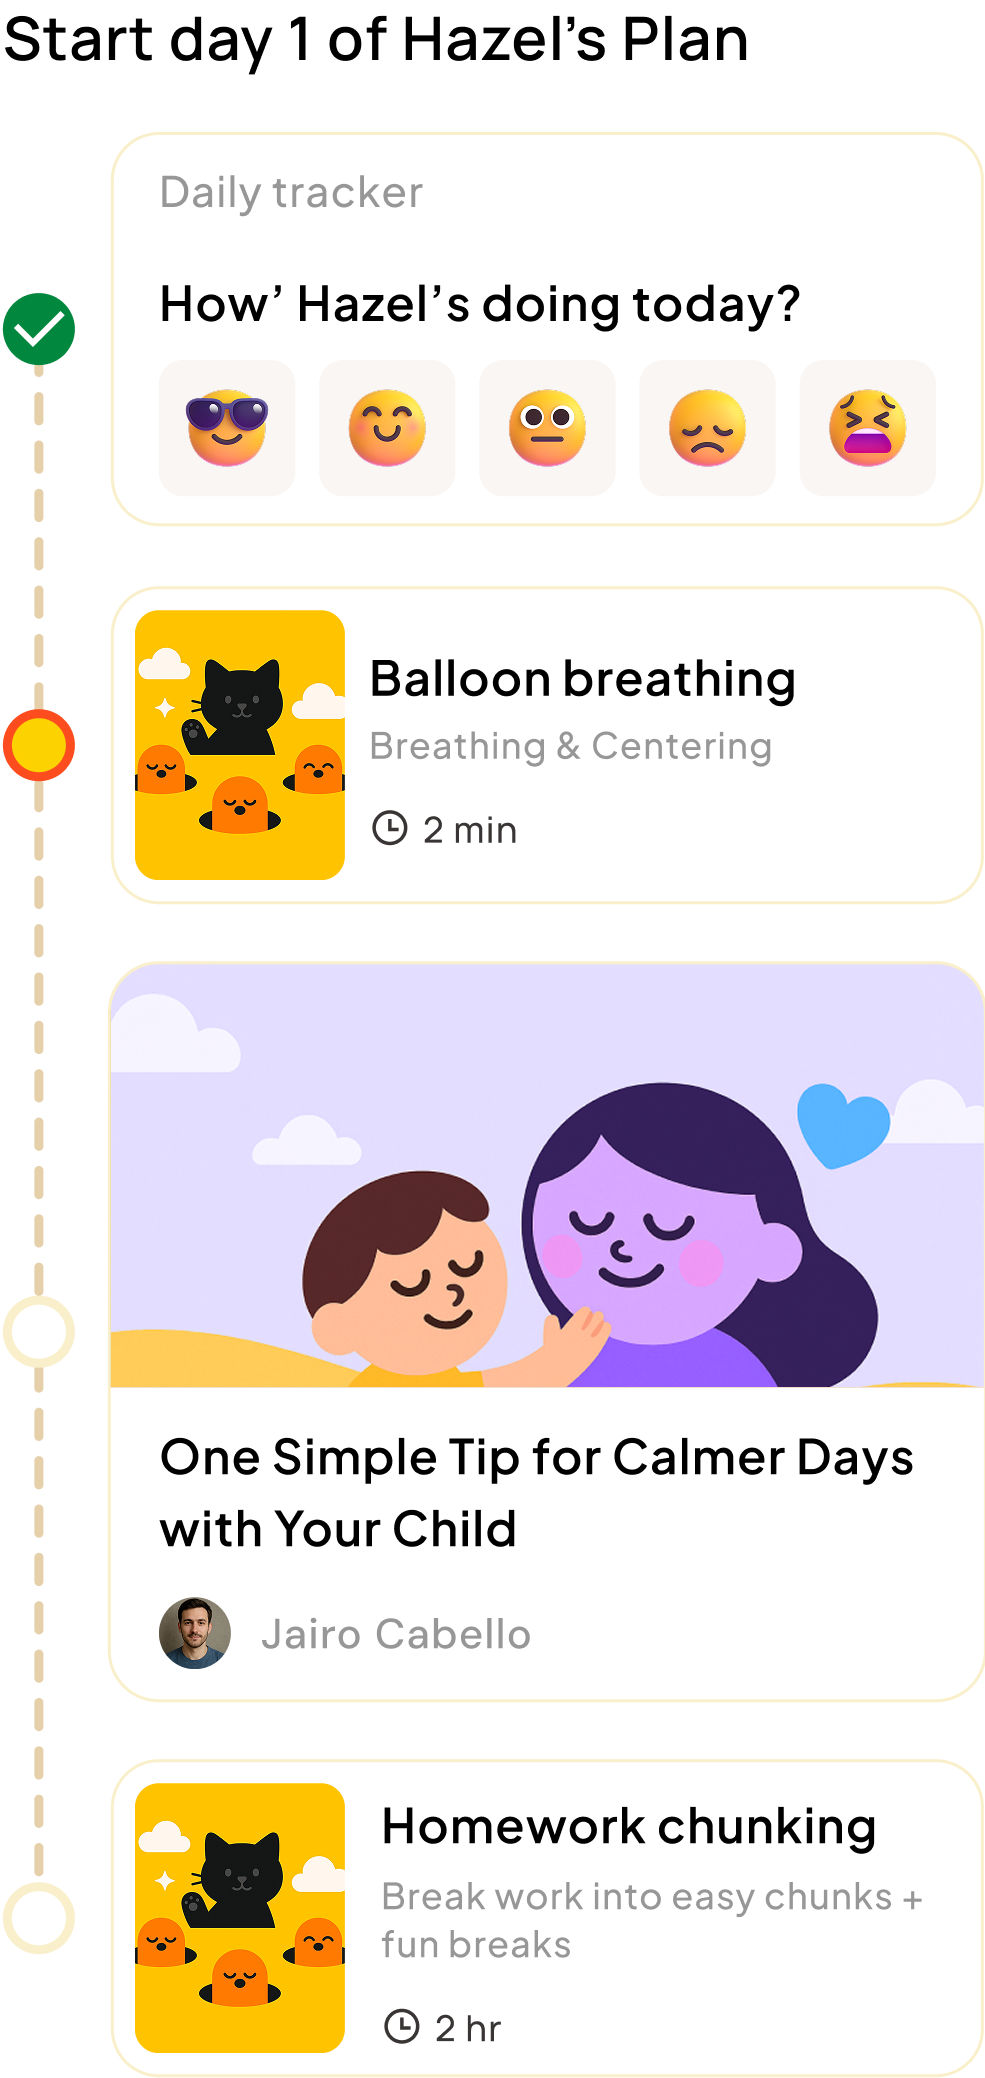 Start day 1 of Hazel’s Plan
Daily tracker
How’ Hazel’s doing today?
Balloon breathing
Breathing & Centering
2 min
One Simple Tip for Calmer Days
with Your Child
Jairo Cabello
Homework chunking
Break work into easy chunks +
fun breaks
2 hr